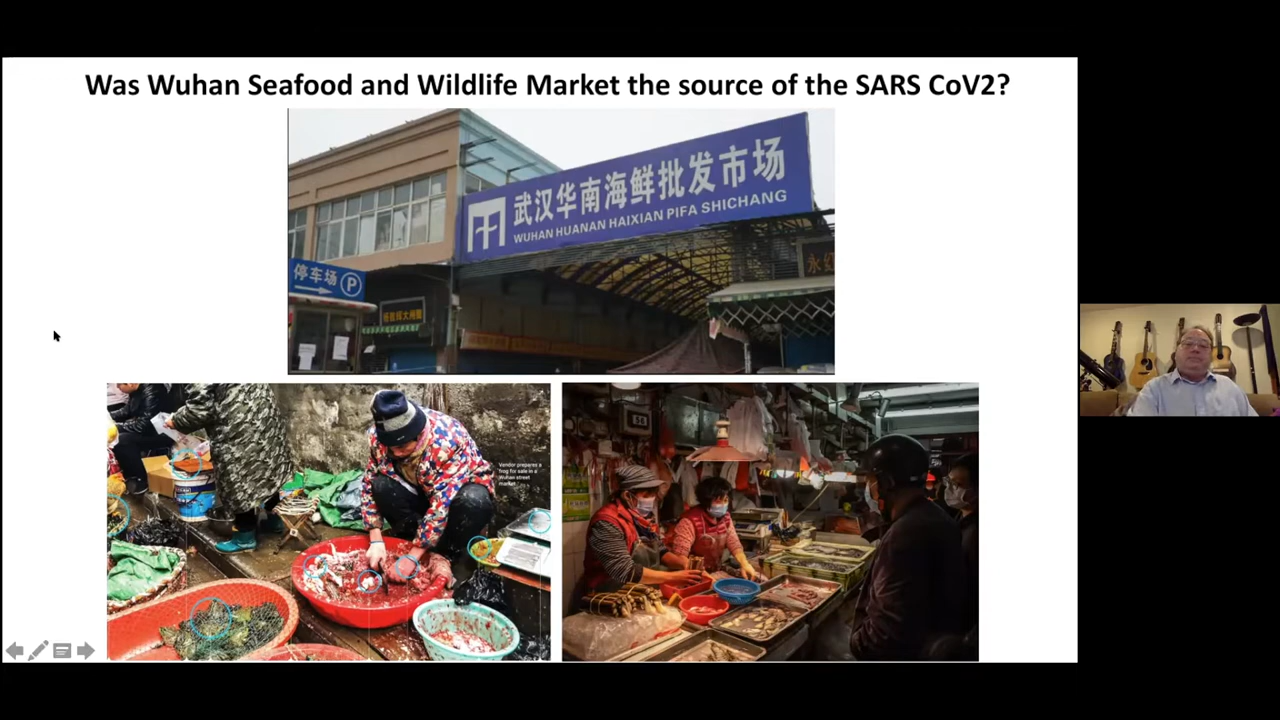 Was Wuhan Seafood and Wildlife Market the source of the SARS CoV2?
武汉华南海鲜批发市场
WUHAN HUANAN HAIXIAN PIFA SHICHANG
停车场 P
Vendor prepares a
frog for sale in a
Wuhan street
market